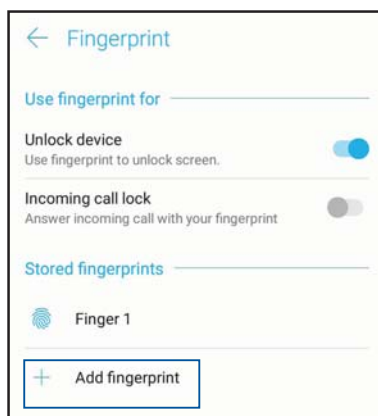 Fingerprint
Use fingerprint for
Unlock device
Use fingerprint to unlock screen.
Incoming call lock
Answer incoming call with your fingerprint
Stored fingerprints
Finger 1
Add fingerprint